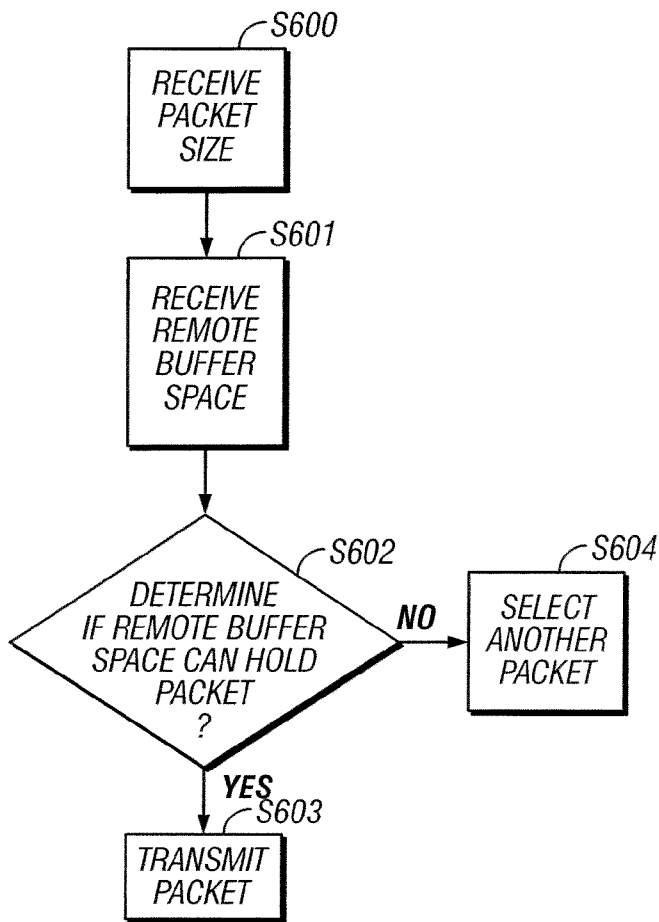 S600
RECEIVE
PACKET
SIZE
S601
RECEIVE
REMOTE
BUFFER
SPACE
S602
DETERMINE
IF REMOTE BUFFER
SPACE CAN HOLD
PACKET
?
NO
S604
SELECT
ANOTHER
PACKET
YES
S603
TRANSMIT
PACKET